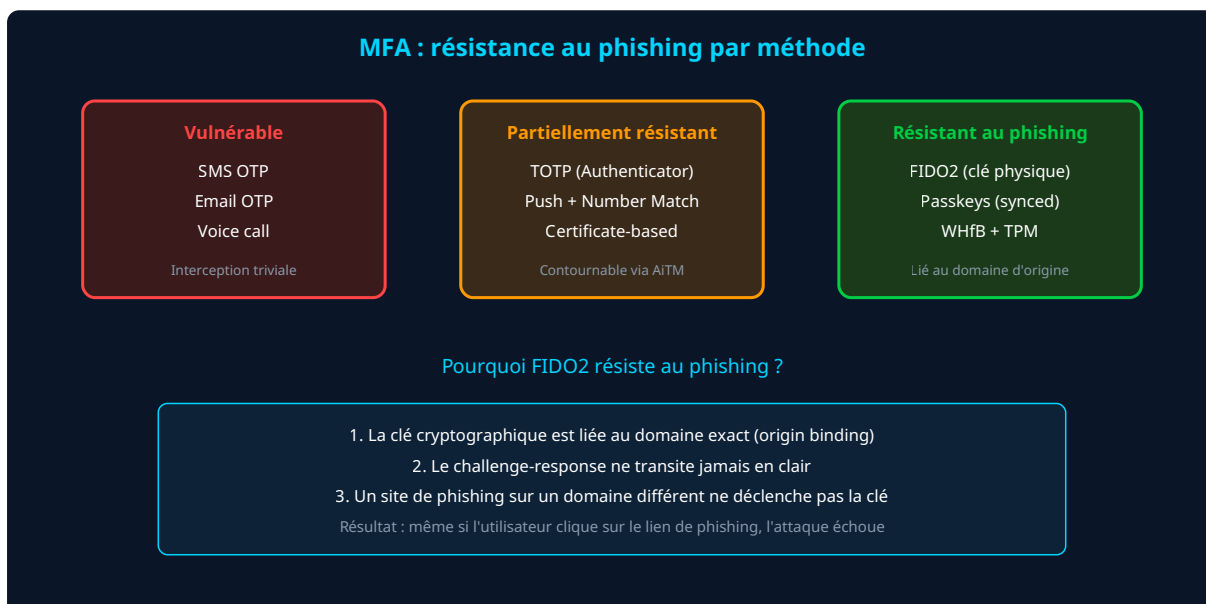 MFA : résistance au phishing par méthode
Vulnérable
SMS OTP
Email OTP
Voice call
Interception triviale
Partiellement résistant
TOTP (Authenticator)
Push + Number Match
Certificate-based
Contournable via AiTM
Résistant au phishing
FIDO2 (clé physique)
Passkeys (synced)
WHfB + TPM
Lié au domaine d'origine
Pourquoi FIDO2 résiste au phishing ?
1. La clé cryptographique est liée au domaine exact (origin binding)
2. Le challenge-response ne transite jamais en clair
3. Un site de phishing sur un domaine différent ne déclenche pas la clé
Résultat : même si l'utilisateur clique sur le lien de phishing, l'attaque échoue